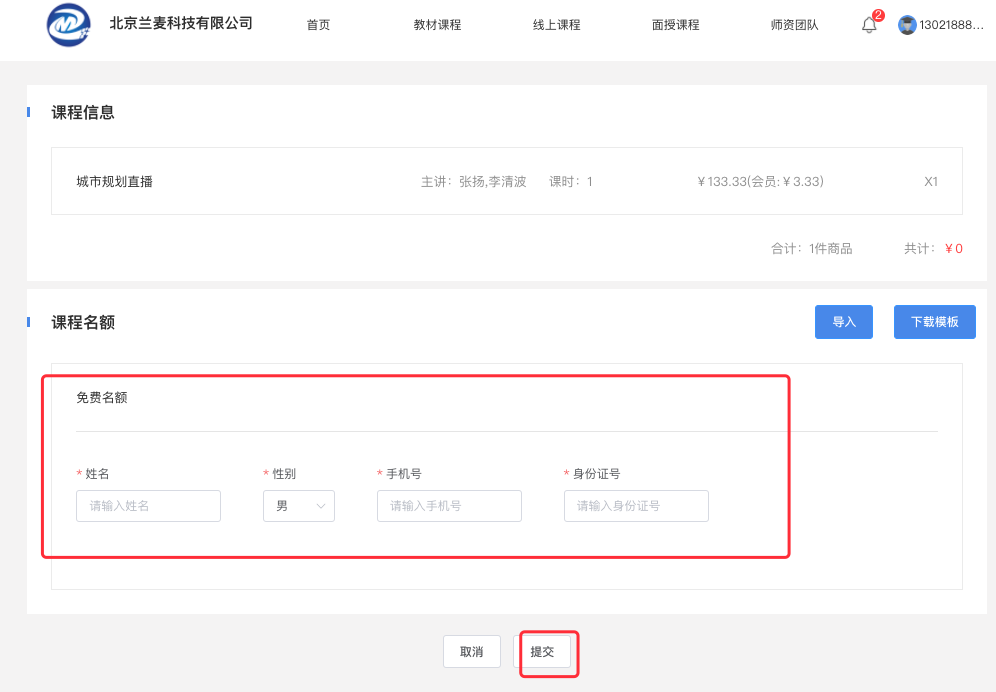 北京兰麦科技有限公司 首页 教材课程 线上课程 面授课程 师资团队 2 13021888...
课程信息
城市规划直播 主讲：张扬,李清波 课时：1 ¥133.33(会员:¥3.33) X1
合计：1件商品 共计：¥0
课程名额 导入 下载模板
免费名额
* 姓名 * 性别 * 手机号 * 身份证号
请输入姓名 男 请输入手机号 请输入身份证号
取消 提交